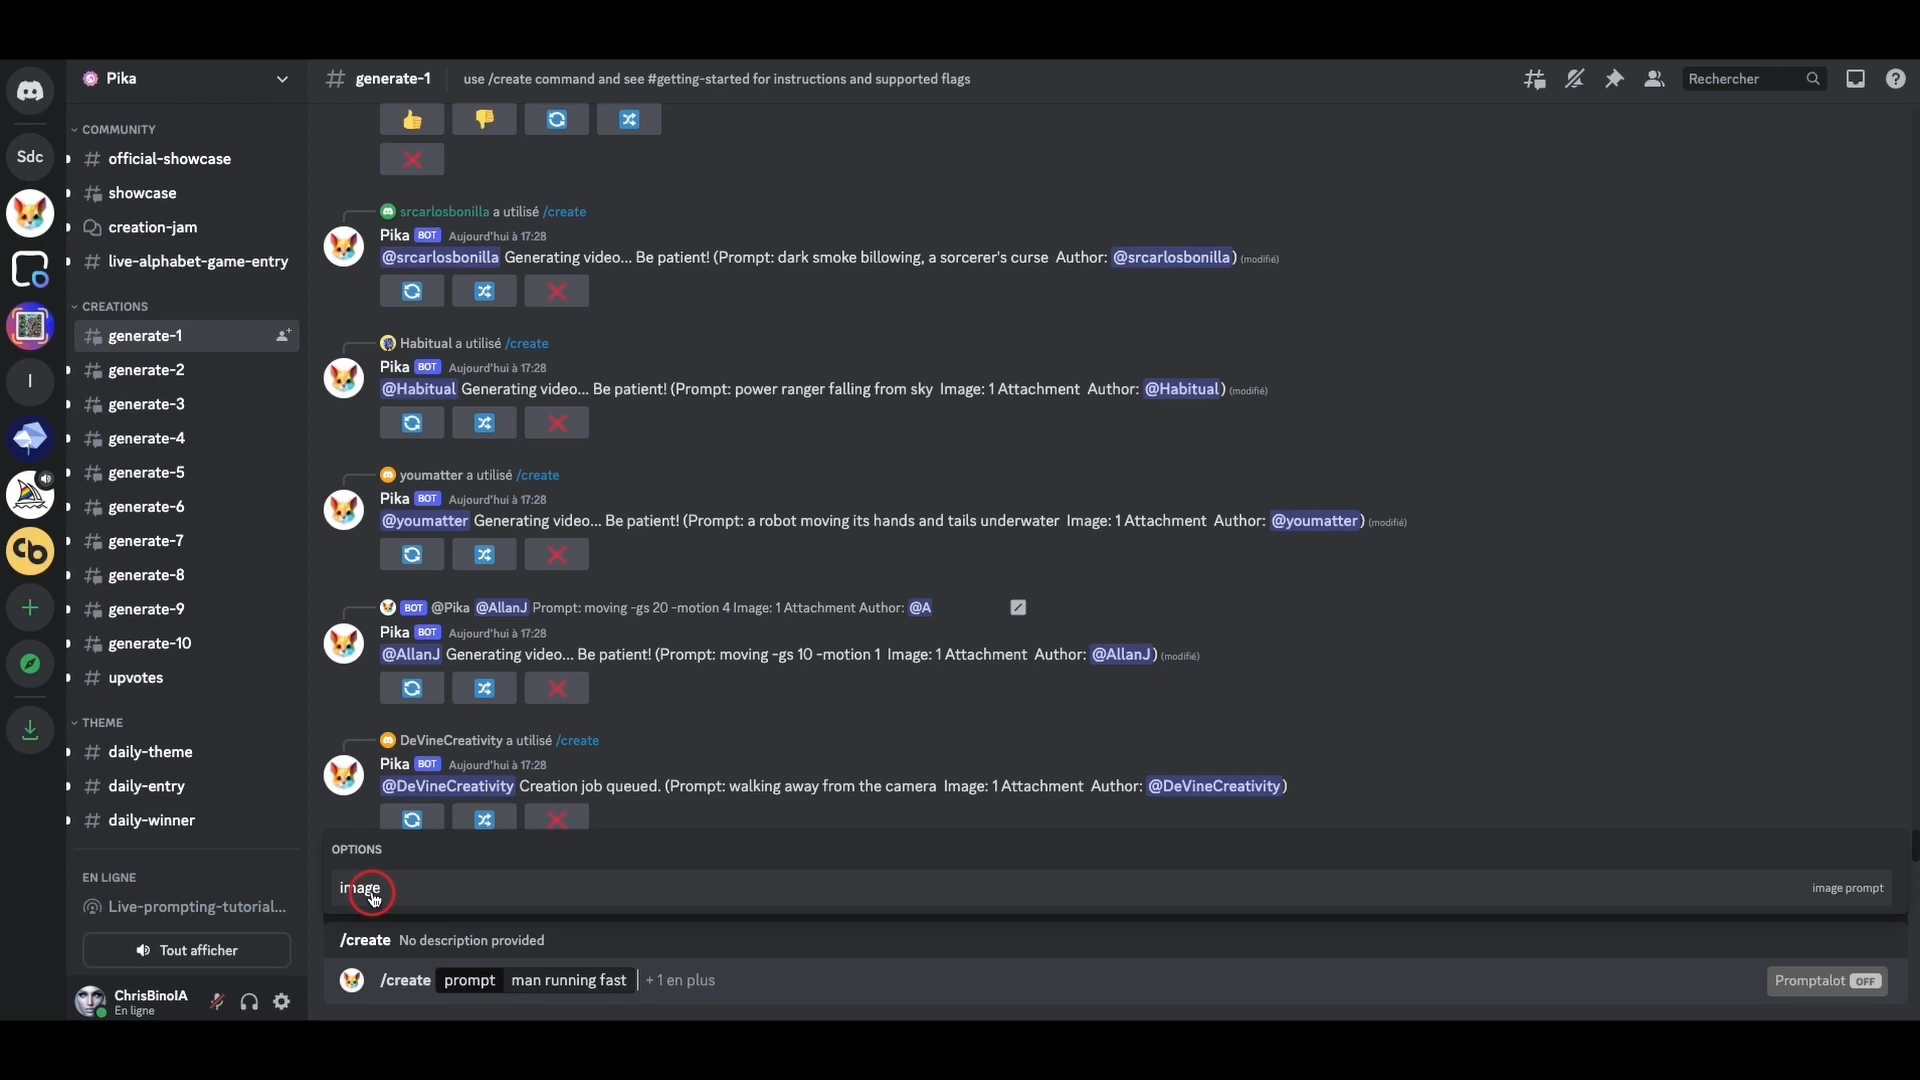 Pika
# generate-1
use /create command and see #getting-started for instructions and supported flags
Rechercher
Sdc
I
cb
COMMUNITY
official-showcase
showcase
creation-jam
live-alphabet-game-entry
CREATIONS
generate-1
generate-2
generate-3
generate-4
generate-5
generate-6
generate-7
generate-8
generate-9
generate-10
upvotes
THEME
daily-theme
daily-entry
daily-winner
EN LIGNE
Live-prompting-tutorial...
Tout afficher
ChrisBinoIA
En ligne
srcarlosbonilla a utilisé /create
Pika BOT Aujourd'hui à 17:28
@srcarlosbonilla Generating video... Be patient! (Prompt: dark smoke billowing, a sorcerer's curse Author: @srcarlosbonilla) (modifié)
Habitual a utilisé /create
Pika BOT Aujourd'hui à 17:28
@Habitual Generating video... Be patient! (Prompt: power ranger falling from sky Image: 1 Attachment Author: @Habitual) (modifié)
youmatter a utilisé /create
Pika BOT Aujourd'hui à 17:28
@youmatter Generating video... Be patient! (Prompt: a robot moving its hands and tails underwater Image: 1 Attachment Author: @youmatter) (modifié)
BOT @Pika @AllanJ Prompt: moving -gs 20 -motion 4 Image: 1 Attachment Author: @A
Pika BOT Aujourd'hui à 17:28
@AllanJ Generating video... Be patient! (Prompt: moving -gs 10 -motion 1 Image: 1 Attachment Author: @AllanJ) (modifié)
DeVineCreativity a utilisé /create
Pika BOT Aujourd'hui à 17:28
@DeVineCreativity Creation job queued. (Prompt: walking away from the camera Image: 1 Attachment Author: @DeVineCreativity)
OPTIONS
image image prompt
/create No description provided
/create prompt man running fast + 1 en plus
Promptalot OFF